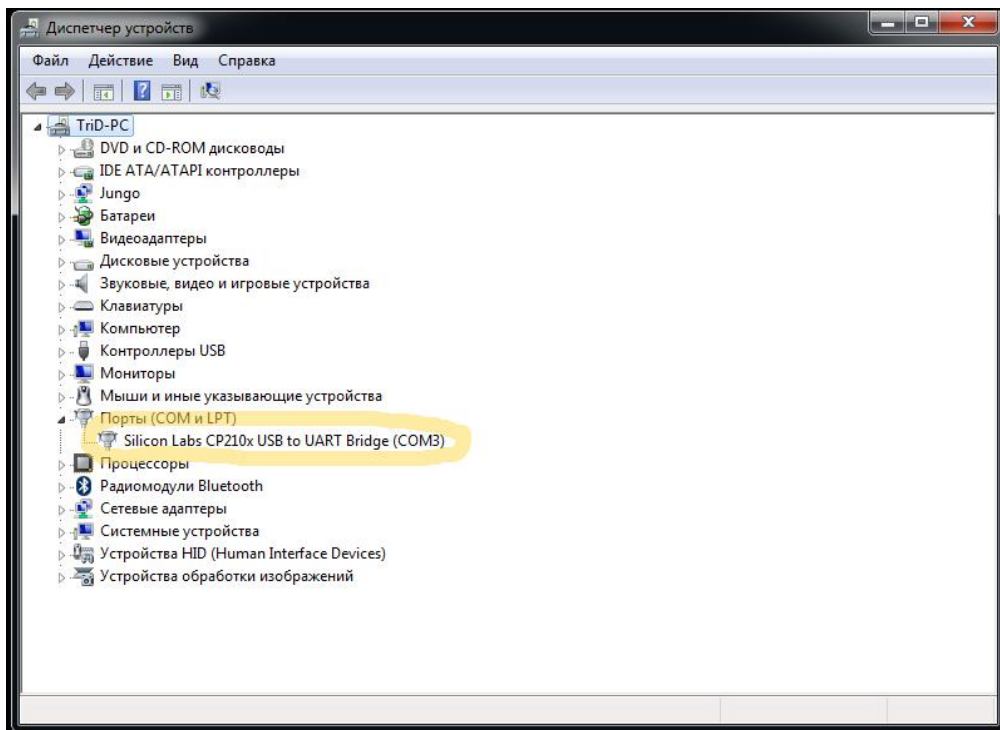 Диспетчер устройств
Файл Действие Вид Справка
TriD-PC
DVD и CD-ROM дисководы
IDE ATA/ATAPI контроллеры
Jungo
Батареи
Видеоадаптеры
Дисковые устройства
Звуковые, видео и игровые устройства
Клавиатуры
Компьютер
Контроллеры USB
Мониторы
Мыши и иные указывающие устройства
Порты (COM и LPT)
Silicon Labs CP210x USB to UART Bridge (COM3)
Процессоры
Радиомодули Bluetooth
Сетевые адаптеры
Системные устройства
Устройства HID (Human Interface Devices)
Устройства обработки изображений